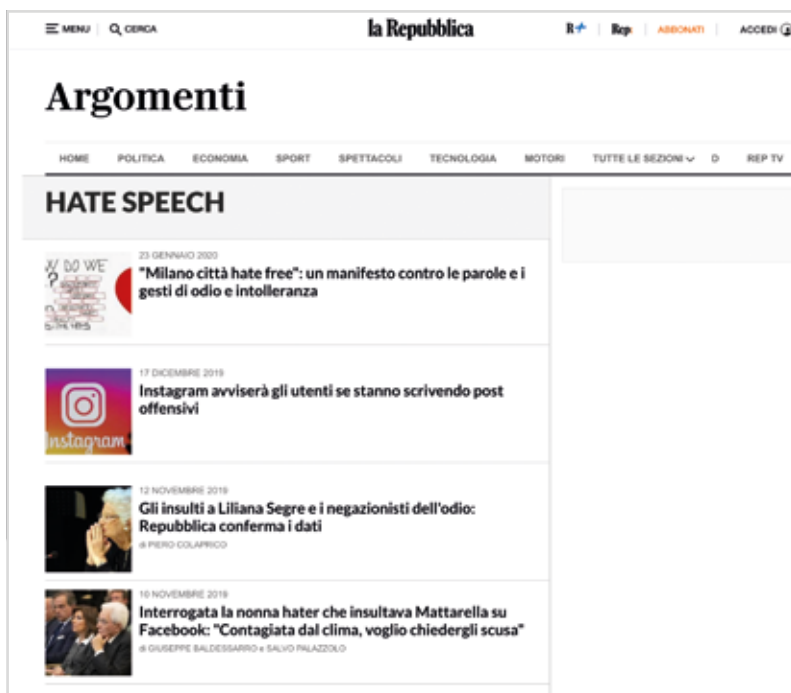 MENU
CERCA
la Repubblica
R+
Rep:
ABBONATI
ACCEDI
Argomenti
HOME
POLITICA
ECONOMIA
SPORT
SPETTACOLI
TECNOLOGIA
MOTORI
TUTTE LE SEZIONI
D
REP TV
HATE SPEECH
23 GENNAIO 2020
"Milano città hate free": un manifesto contro le parole e i
gesti di odio e intolleranza
DO WE
?
17 DICEMBRE 2019
Instagram avviserà gli utenti se stanno scrivendo post
offensivi
Instagram
12 NOVEMBRE 2019
Gli insulti a Liliana Segre e i negazionisti dell'odio:
Repubblica conferma i dati
di PIERO COLAPRICO
10 NOVEMBRE 2019
Interrogata la nonna hater che insultava Mattarella su
Facebook: "Contagiata dal clima, voglio chiedergli scusa"
di GIUSEPPE BALDESSARRO e SALVO PALAZZOLO